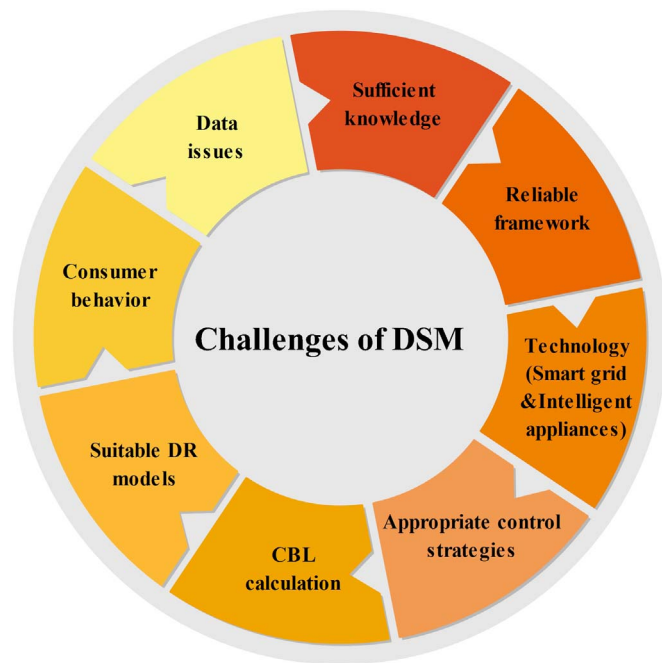 Challenges of DSM
Sufficient
knowledge
Reliable
framework
Technology
(Smart grid
&Intelligent
appliances)
Appropriate control
strategies
CBL
calculation
Suitable DR
models
Consumer
behavior
Data
issues